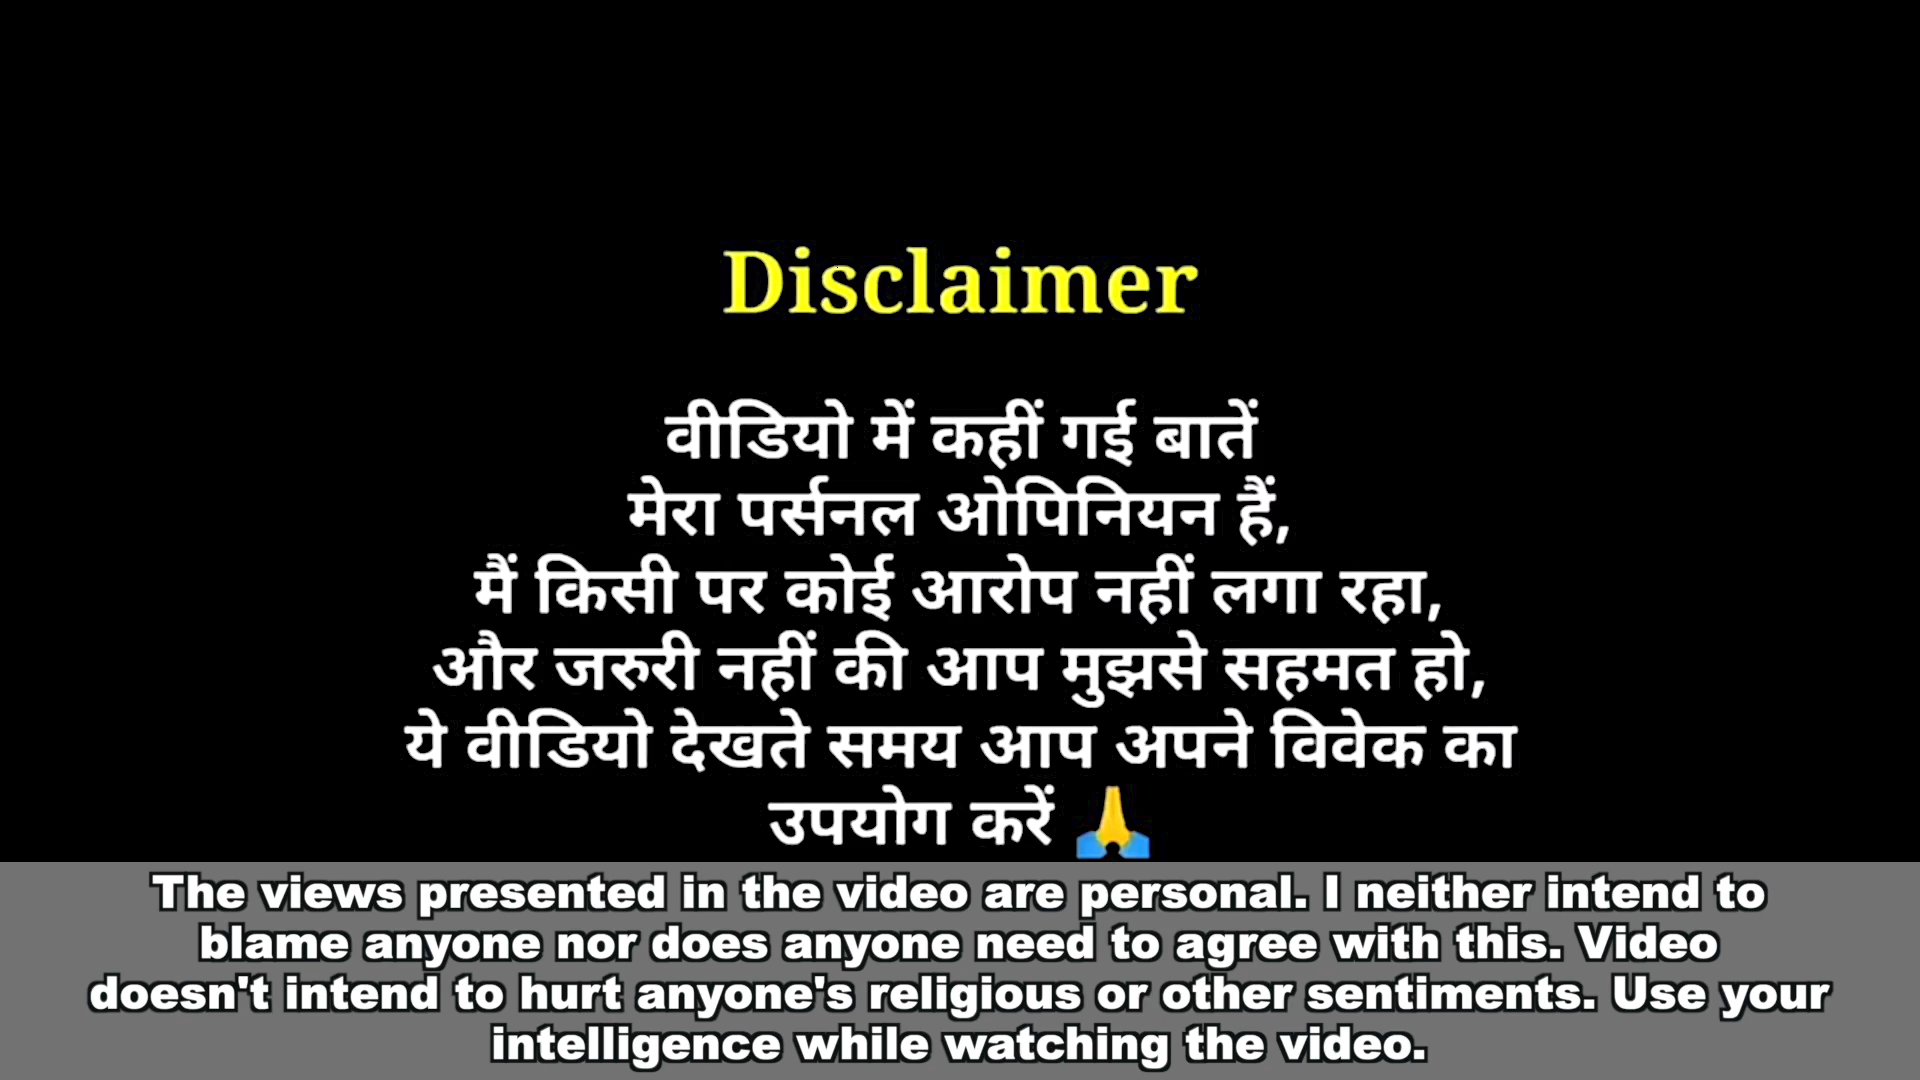 Disclaimer
वीडियो में कहीं गई बातें
मेरा पर्सनल ओपिनियन हैं,
मैं किसी पर कोई आरोप नहीं लगा रहा,
और जरुरी नहीं की आप मुझसे सहमत हो,
ये वीडियो देखते समय आप अपने विवेक का
उपयोग करें 🙏
The views presented in the video are personal. I neither intend to
blame anyone nor does anyone need to agree with this. Video
doesn't intend to hurt anyone's religious or other sentiments. Use your
intelligence while watching the video.